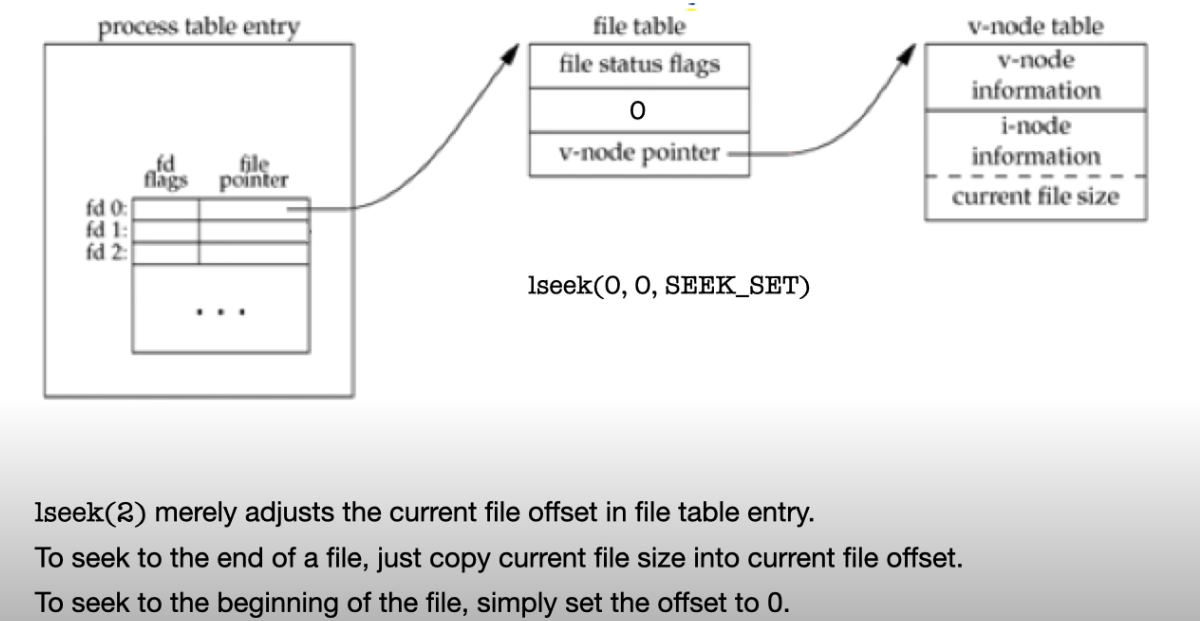 process table entry
file table
v-node table
file status flags
0
v-node pointer
v-node
information
i-node
information
current file size
fd
flags
file
pointer
fd 0:
fd 1:
fd 2:
. . .
lseek(0, 0, SEEK_SET)
lseek(2) merely adjusts the current file offset in file table entry.
To seek to the end of a file, just copy current file size into current file offset.
To seek to the beginning of the file, simply set the offset to 0.